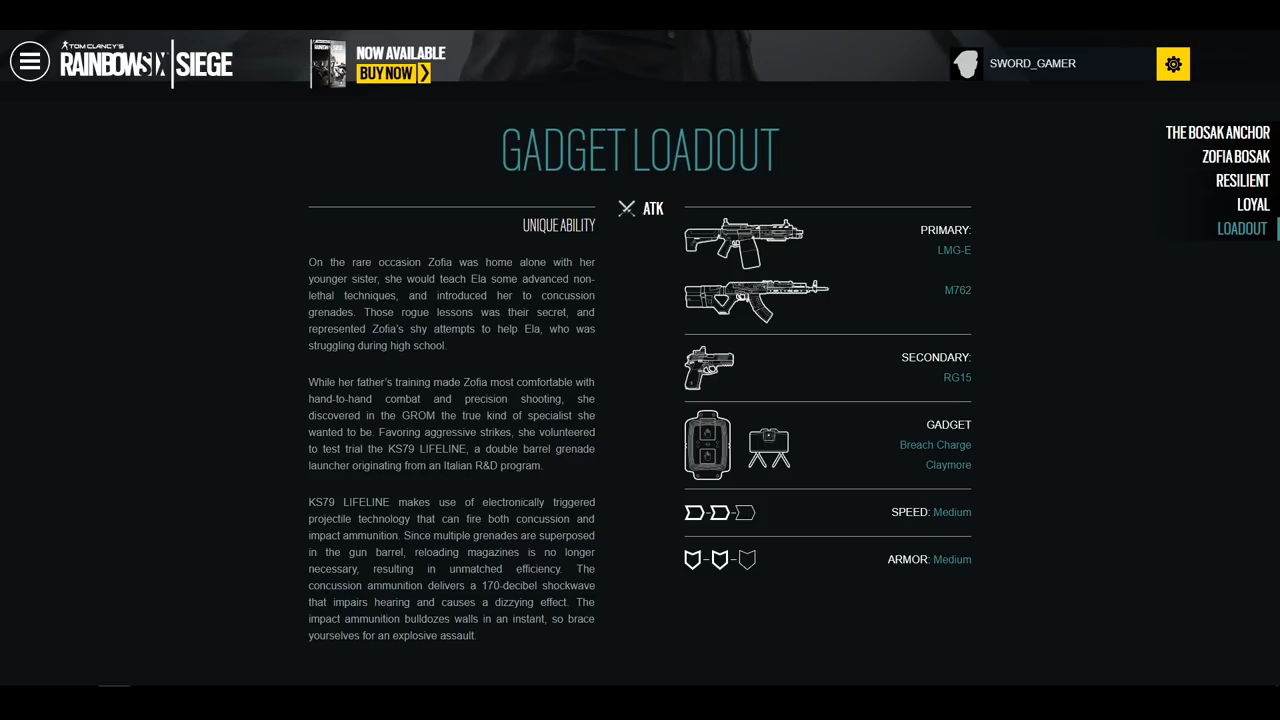 TOM CLANCY'S
RAINBOWSIX SIEGE
NOW AVAILABLE
BUY NOW
SWORD_GAMER
THE BOSAK ANCHOR
ZOFIA BOSAK
RESILIENT
LOYAL
LOADOUT
GADGET LOADOUT
ATK
UNIQUE ABILITY
On the rare occasion Zofia was home alone with her
younger sister, she would teach Ela some advanced non-
lethal techniques, and introduced her to concussion
grenades. Those rogue lessons was their secret, and
represented Zofia's shy attempts to help Ela, who was
struggling during high school.
While her father's training made Zofia most comfortable with
hand-to-hand combat and precision shooting, she
discovered in the GROM the true kind of specialist she
wanted to be. Favoring aggressive strikes, she volunteered
to test trial the KS79 LIFELINE, a double barrel grenade
launcher originating from an Italian R&D program.
KS79 LIFELINE makes use of electronically triggered
projectile technology that can fire both concussion and
impact ammunition. Since multiple grenades are superposed
in the gun barrel, reloading magazines is no longer
necessary, resulting in unmatched efficiency. The
concussion ammunition delivers a 170-decibel shockwave
that impairs hearing and causes a dizzying effect. The
impact ammunition bulldozes walls in an instant, so brace
yourselves for an explosive assault.
PRIMARY:
LMG-E
M762
SECONDARY:
RG15
GADGET
Breach Charge
Claymore
SPEED: Medium
ARMOR: Medium